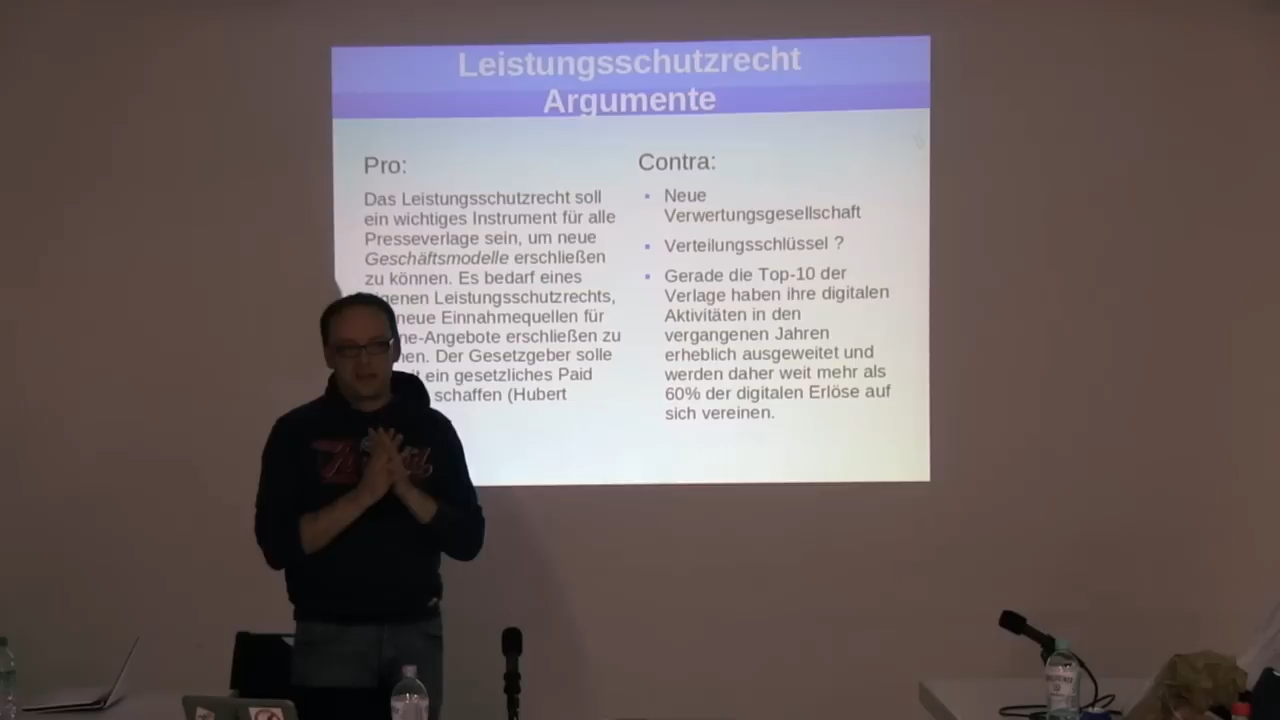 Leistungsschutzrecht
Argumente
Pro:
Das Leistungsschutzrecht soll
ein wichtiges Instrument für alle
Presseverlage sein, um neue
Geschäftsmodelle erschließen
zu können. Es bedarf eines
igenen Leistungsschutzrechts,
neue Einnahmequellen für
ne-Angebote erschließen zu
nen. Der Gesetzgeber solle
t ein gesetzliches Paid
schaffen (Hubert
Contra:
Neue
Verwertungsgesellschaft
Verteilungsschlüssel ?
Gerade die Top-10 der
Verlage haben ihre digitalen
Aktivitäten in den
vergangenen Jahren
erheblich ausgeweitet und
werden daher weit mehr als
60% der digitalen Erlöse auf
sich vereinen.